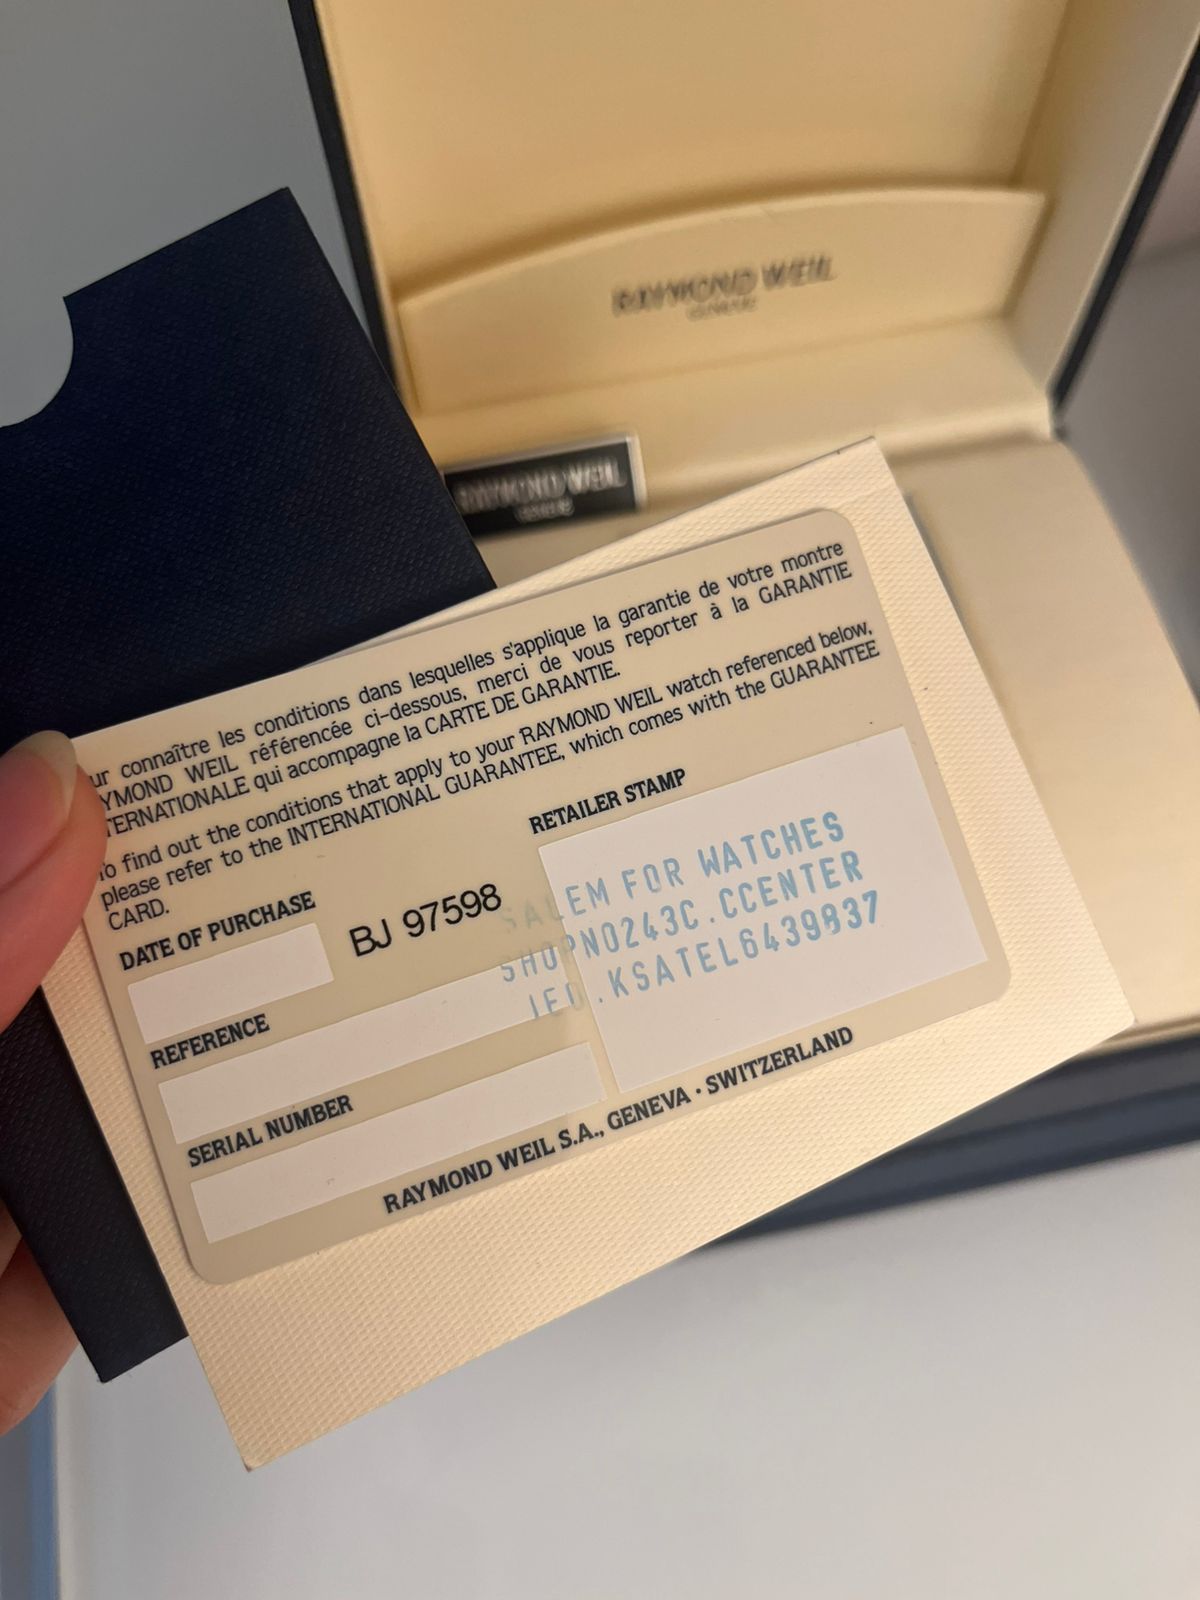 RAYMOND WEIL
GENEVE
RAYMOND WEIL
GENEVE
ur connaître les conditions dans lesquelles s'applique la garantie de votre montre
YMOND WEIL référencée ci-dessous, merci de vous reporter à la GARANTIE
TERNATIONALE qui accompagne la CARTE DE GARANTIE.
To find out the conditions that apply to your RAYMOND WEIL watch referenced below,
please refer to the INTERNATIONAL GUARANTEE, which comes with the GUARANTEE
CARD.
DATE OF PURCHASE
BJ 97598
REFERENCE
SERIAL NUMBER
RETAILER STAMP
SALEM FOR WATCHES
SHOPNO243C.CCENTER
.KSATEL6439837
RAYMOND WEIL S.A., GENEVA · SWITZERLAND